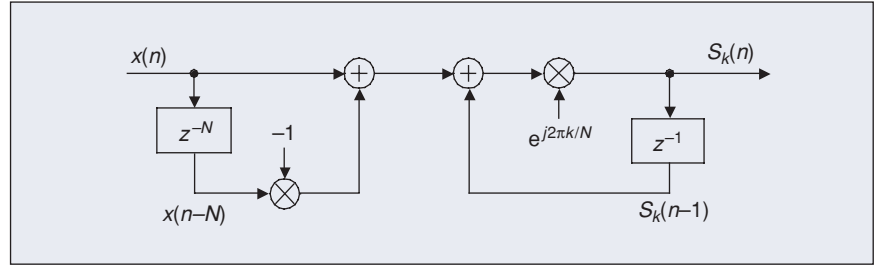 x(n)
S_k(n)
+
+
×
z^{–N}
–1
e^{j2πk/N}
z^{–1}
×
x(n–N)
S_k(n–1)